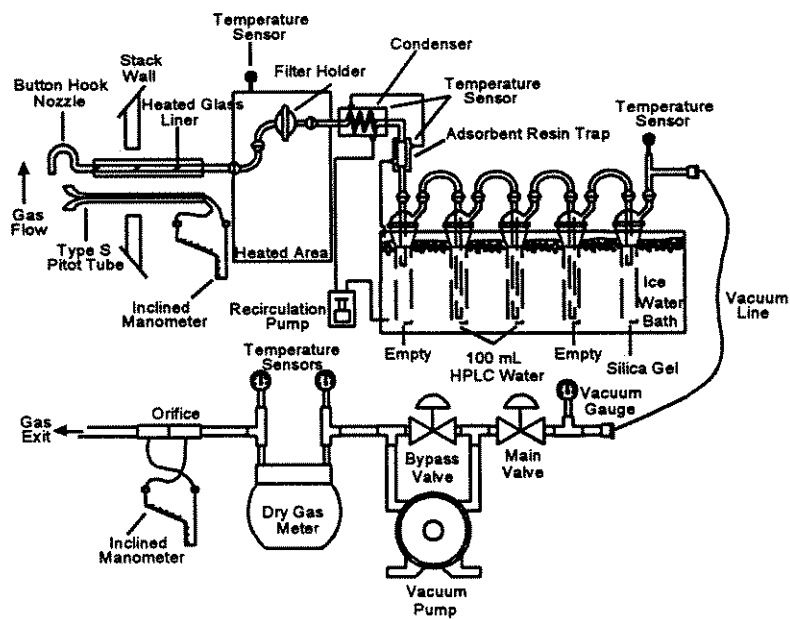 Temperature
Sensor
Condenser
Stack
Wall
Filter Holder
Temperature
Sensor
Button Hook
Nozzle
Heated Glass
Liner
Temperature
Sensor
Adsorbent Resin Trap
Gas
Flow
Type S
Pitot Tube
Heated Area
Inclined
Manometer
Recirculation
Pump
Ice
Water
Bath
Vacuum
Line
Empty
100 mL
HPLC Water
Empty
Silica Gel
Temperature
Sensors
Vacuum
Gauge
Gas
Exit
Orifice
Bypass
Valve
Main
Valve
Dry Gas
Meter
Inclined
Manometer
Vacuum
Pump